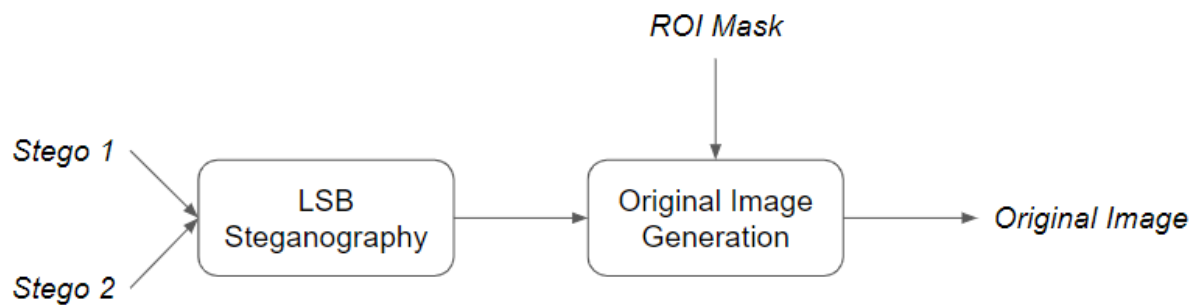 ROI Mask
Stego 1
LSB
Steganography
Original Image
Generation
Original Image
Stego 2